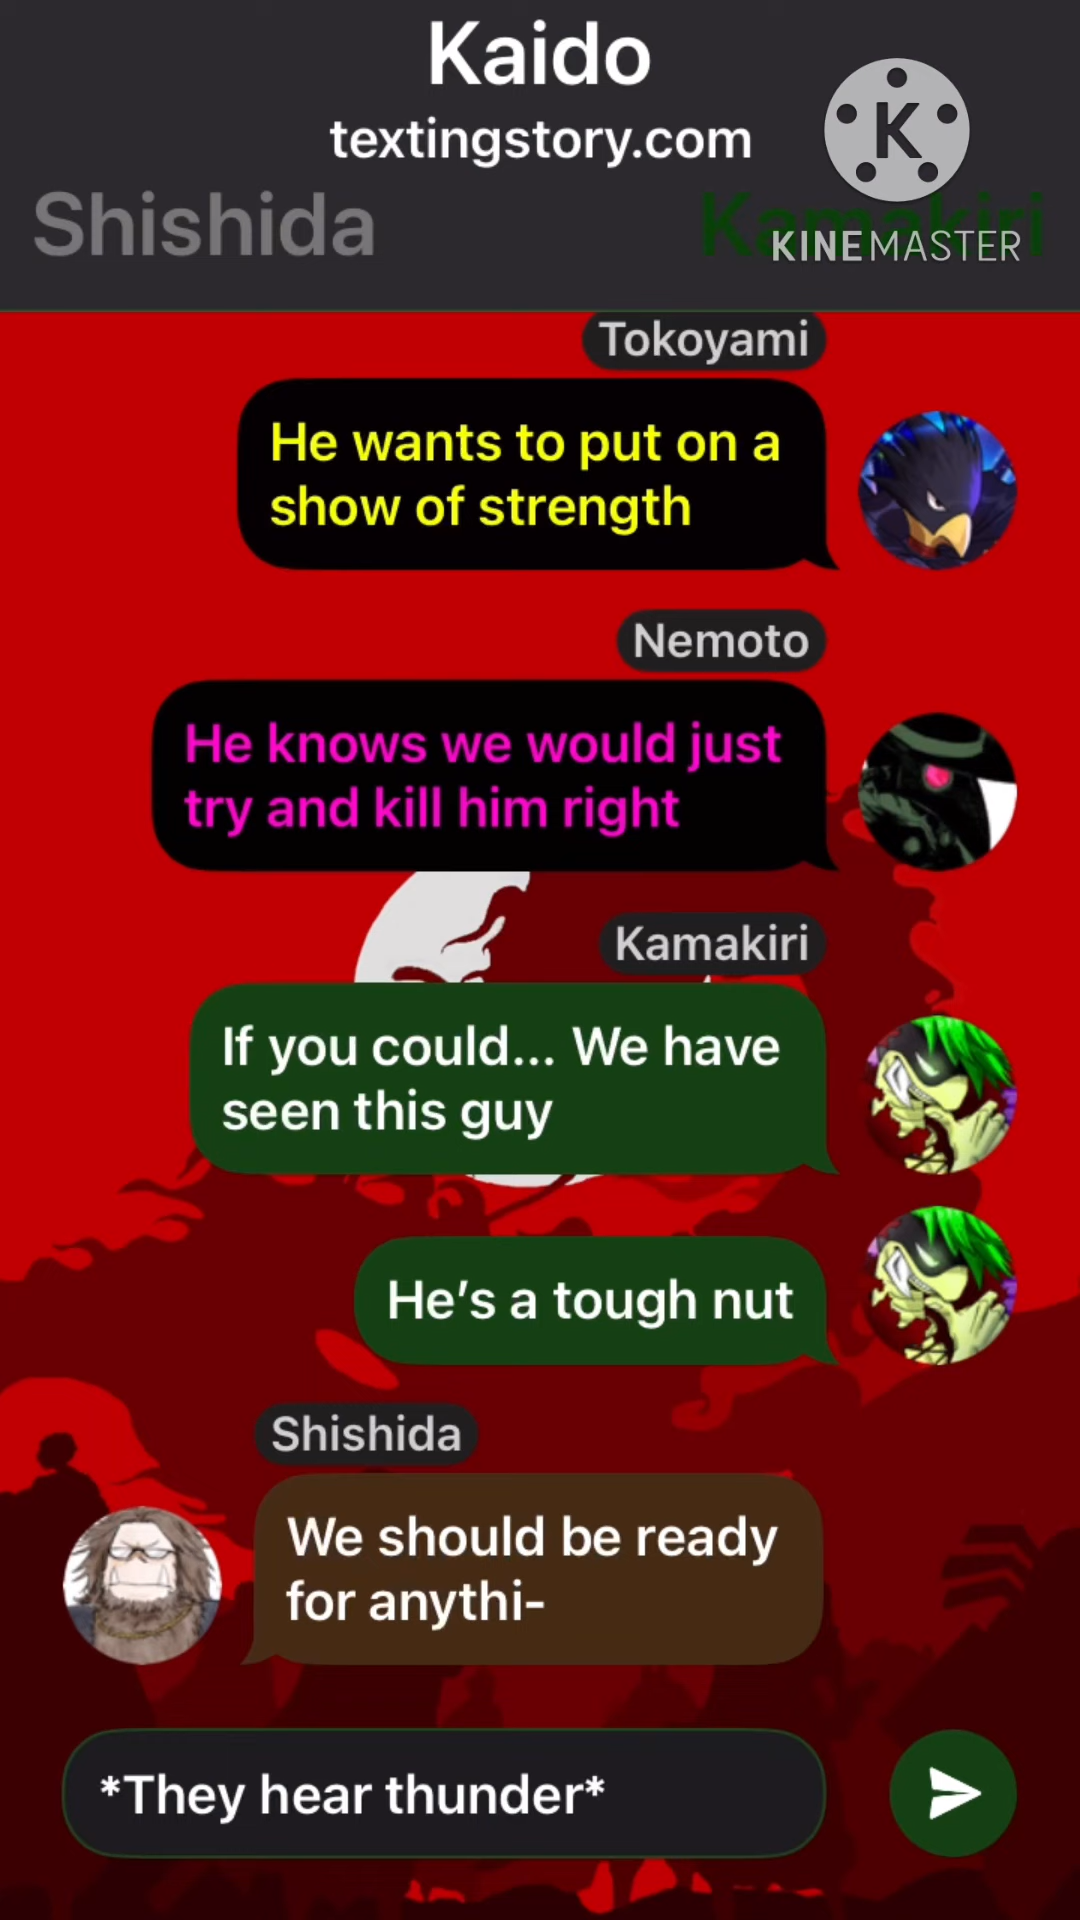 Kaido
textingstory.com
K
Shishida
Kamakiri
KINEMASTER
Tokoyami
He wants to put on a
show of strength
Nemoto
He knows we would just
try and kill him right
Kamakiri
If you could... We have
seen this guy
He’s a tough nut
Shishida
We should be ready
for anythi-
*They hear thunder*